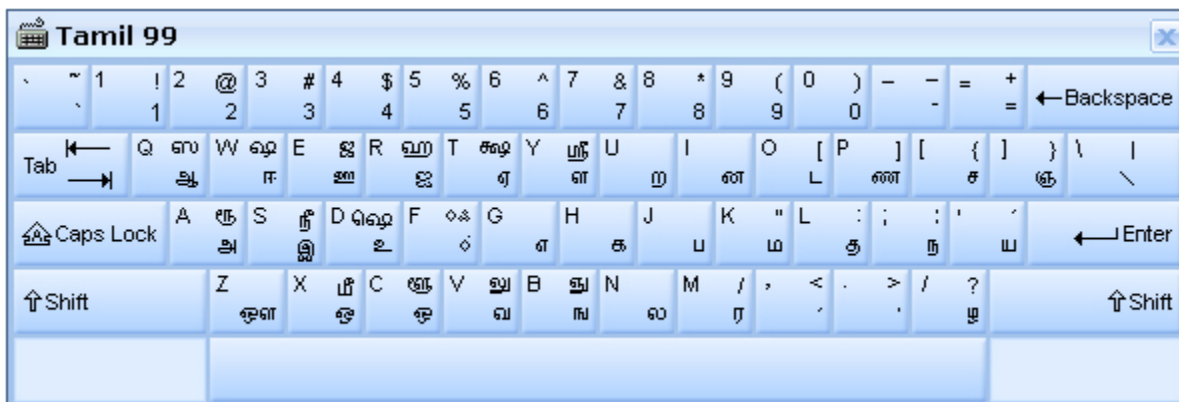 Tamil 99
` ~ ` 1 ! 1 2 @ 2 3 # 3 4 $ 4 5 % 5 6 ^ 6 7 & 7 8 * 8 9 ( 9 0 ) 0 – – - = + = ←Backspace
Tab Q ஸ ஆ W ஷ ஈ E ஜ ஊ R ஹ ஐ T க்ஷ ஏ Y ஸ்ரீ ள U ற I ன O [ ட P ] ண [ { ச ] } ஞ \ | \
Caps Lock A அ S இ D உ F ஃ G எ H க J ப K " ம L : த ; : ந ' ´ ய Enter
Shift Z ஔ X C V வ B ங N ல M / ர , < . > / ? ழ Shift